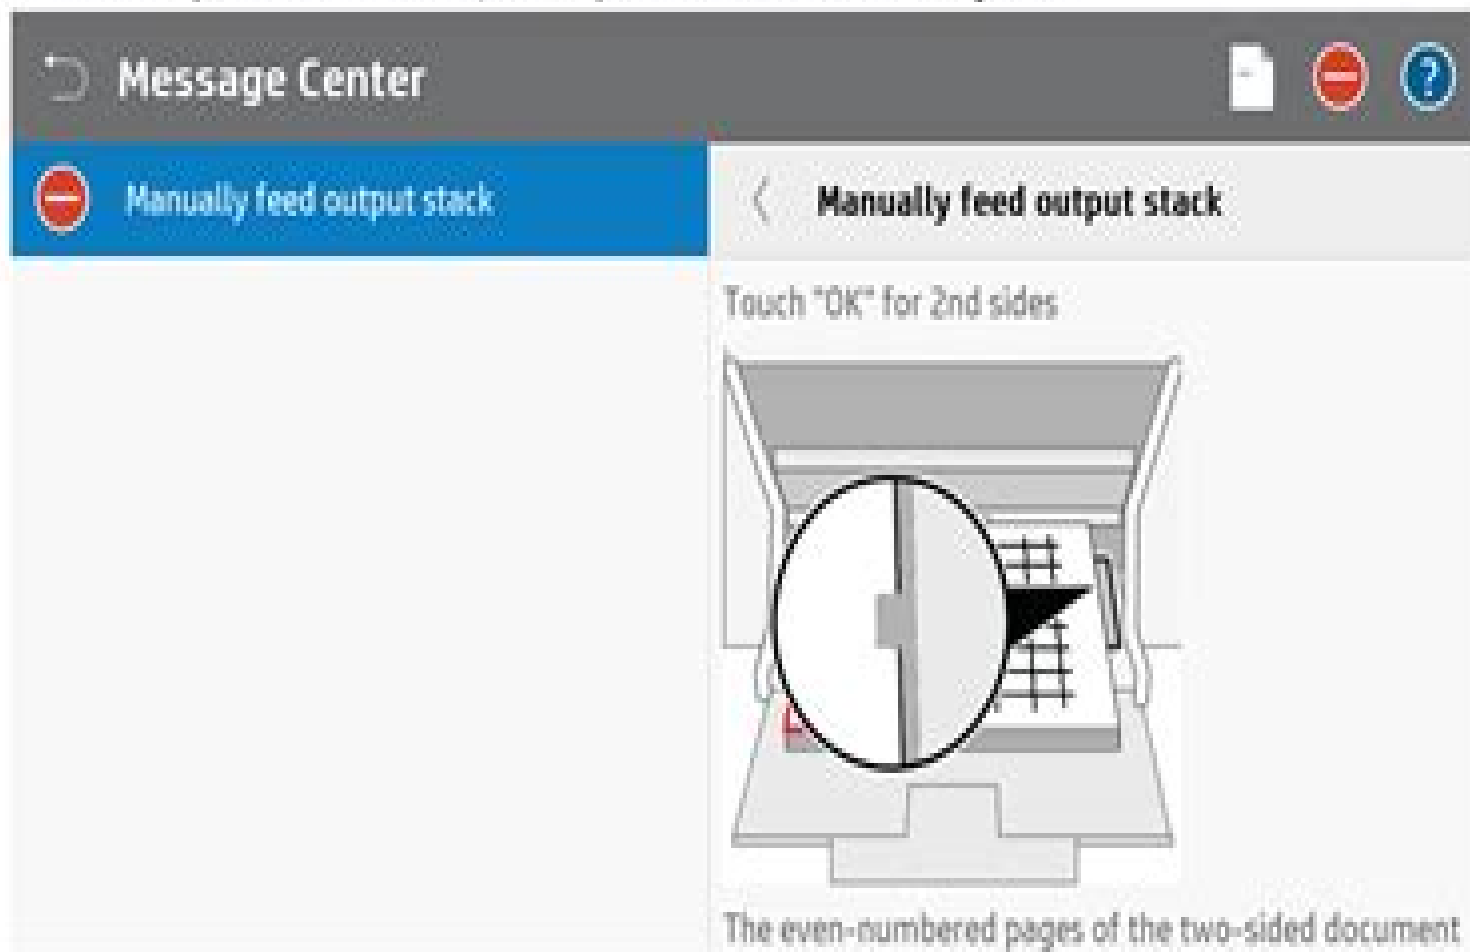 Message Center
Manually feed output stack
Manually feed output stack
Touch "OK" for 2nd sides
The even-numbered pages of the two-sided document